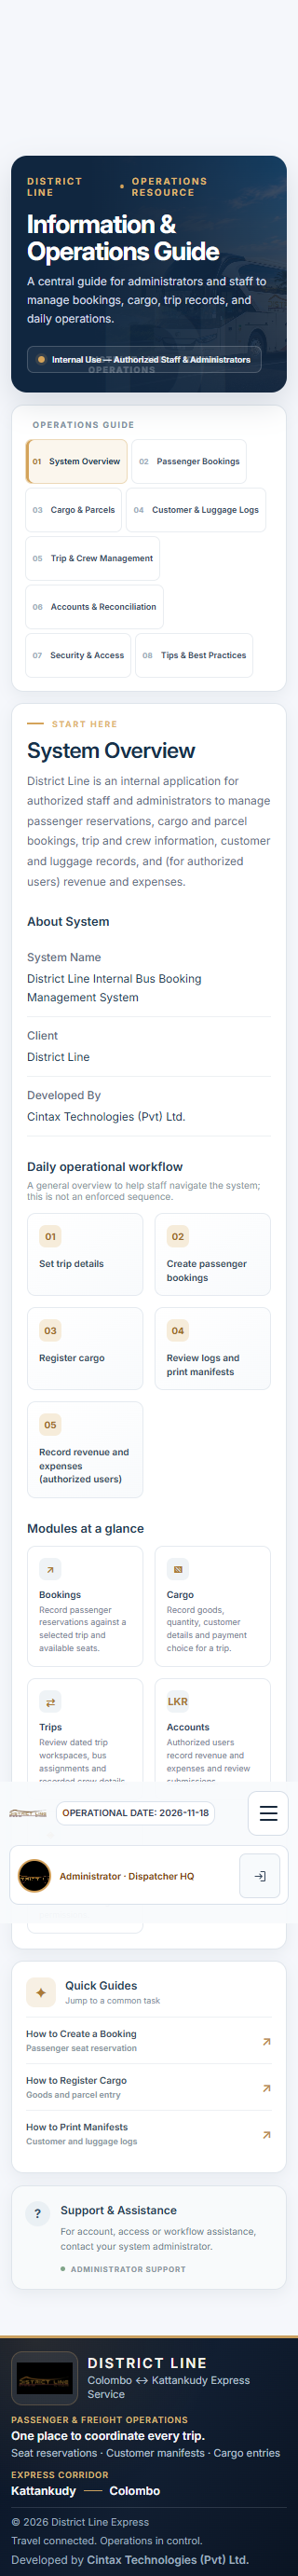 DISTRICT LINE • OPERATIONS RESOURCE
Information &
Operations Guide
A central guide for administrators and staff to
manage bookings, cargo, trip records, and
daily operations.
Internal Use — Authorized Staff & Administrators
OPERATIONS
OPERATIONS GUIDE
01 System Overview
02 Passenger Bookings
03 Cargo & Parcels
04 Customer & Luggage Logs
05 Trip & Crew Management
06 Accounts & Reconciliation
07 Security & Access
08 Tips & Best Practices
START HERE
System Overview
District Line is an internal application for
authorized staff and administrators to manage
passenger reservations, cargo and parcel
bookings, trip and crew information, customer
and luggage records, and (for authorized
users) revenue and expenses.
About System
System Name
District Line Internal Bus Booking
Management System
Client
District Line
Developed By
Cintax Technologies (Pvt) Ltd.
Daily operational workflow
A general overview to help staff navigate the system;
this is not an enforced sequence.
01
Set trip details
02
Create passenger
bookings
03
Register cargo
04
Review logs and
print manifests
05
Record revenue and
expenses
(authorized users)
Modules at a glance
Bookings
Record passenger
reservations against a
selected trip and
available seats.
Cargo
Record goods,
quantity, customer
details and payment
choice for a trip.
Trips
Review dated trip
workspaces, bus
assignments and
recorded crew details
LKR
Accounts
Authorized users
record revenue and
expenses and review
submissions
OPERATIONAL DATE: 2026-11-18
Administrator · Dispatcher HQ
Quick Guides
Jump to a common task
How to Create a Booking
Passenger seat reservation
How to Register Cargo
Goods and parcel entry
How to Print Manifests
Customer and luggage logs
?
Support & Assistance
For account, access or workflow assistance,
contact your system administrator.
ADMINISTRATOR SUPPORT
DISTRICT LINE
DISTRICT LINE
Colombo ↔ Kattankudy Express
Service
PASSENGER & FREIGHT OPERATIONS
One place to coordinate every trip.
Seat reservations · Customer manifests · Cargo entries
EXPRESS CORRIDOR
Kattankudy — Colombo
© 2026 District Line Express
Travel connected. Operations in control.
Developed by Cintax Technologies (Pvt) Ltd.